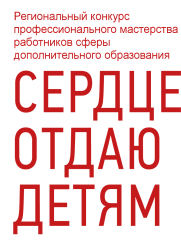 Региональный конкурс
профессионального мастерства
работников сферы
дополнительного образования
СЕРДЦЕ
ОТДАЮ
ДЕТЯМ